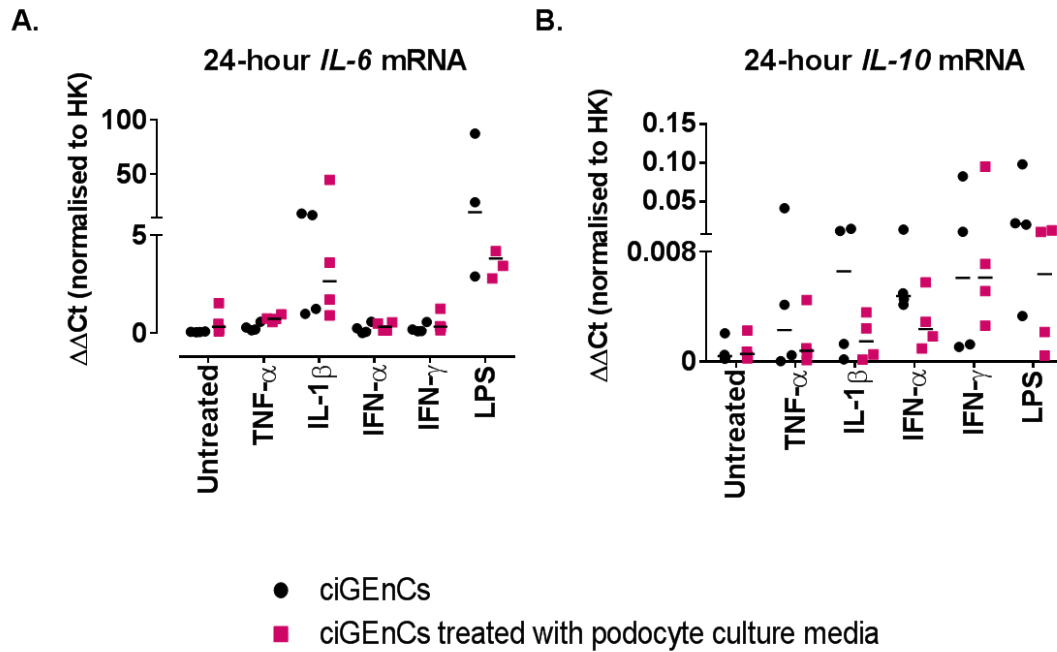 A.
24-hour IL-6 mRNA
ΔΔCt (normalised to HK)
100
50
5
0
Untreated
TNF-α
IL-1β
IFN-α
IFN-γ
LPS
B.
24-hour IL-10 mRNA
ΔΔCt (normalised to HK)
0.15
0.10
0.05
0.008
0
Untreated
TNF-α
IL-1β
IFN-α
IFN-γ
LPS
ciGEnCs
ciGEnCs treated with podocyte culture media